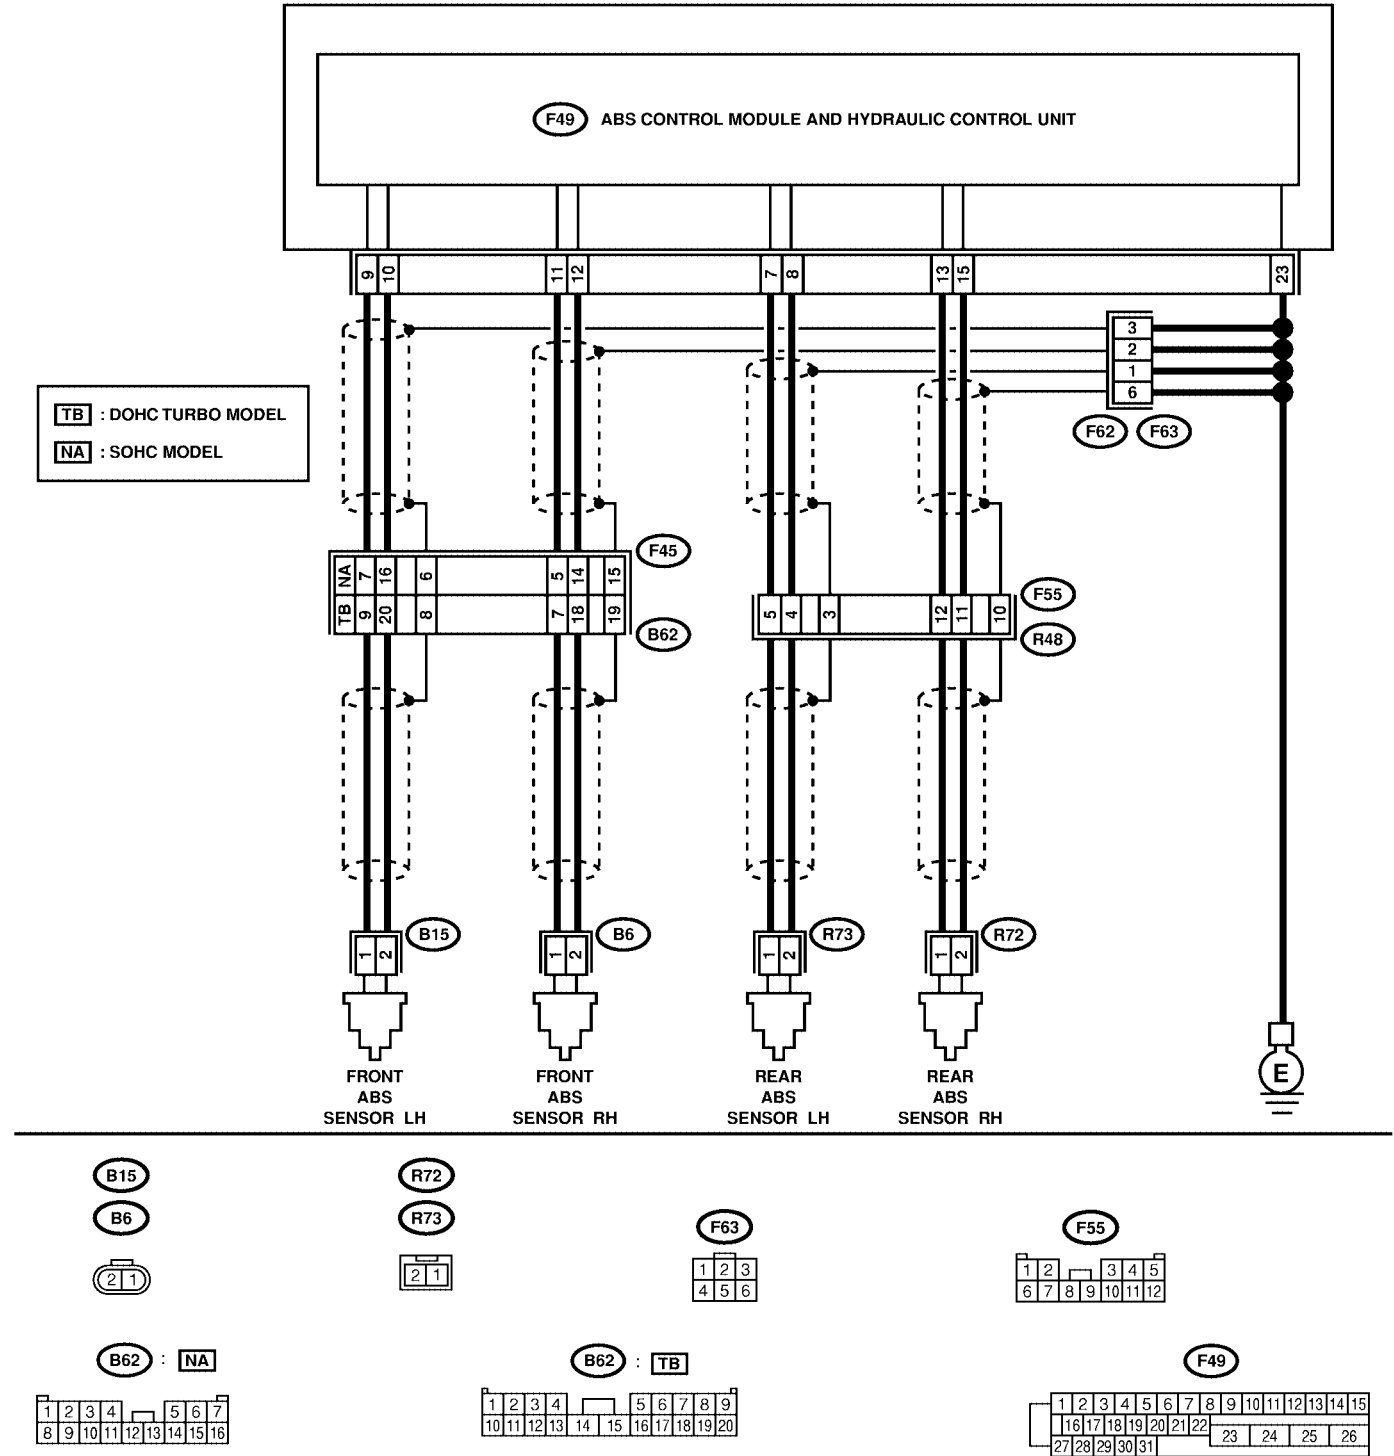 F49 ABS CONTROL MODULE AND HYDRAULIC CONTROL UNIT
9 10 11 12 7 8 13 15 23
3
2
1
6
F62 F63
TB : DOHC TURBO MODEL
NA : SOHC MODEL
F45
NA 7 16 6 5 14 15
TB 9 20 8 7 18 19
B62
F55
5 4 3 12 11 10
R48
B15 B6 R73 R72
1 2 1 2 1 2 1 2
FRONT ABS SENSOR LH
FRONT ABS SENSOR RH
REAR ABS SENSOR LH
REAR ABS SENSOR RH
E
B15
B6
2 1
R72
R73
2 1
F63
1 2 3
4 5 6
F55
1 2 3 4 5
6 7 8 9 10 11 12
B62 : NA
1 2 3 4 5 6 7
8 9 10 11 12 13 14 15 16
B62 : TB
1 2 3 4 5 6 7 8 9
10 11 12 13 14 15 16 17 18 19 20
F49
1 2 3 4 5 6 7 8 9 10 11 12 13 14 15
16 17 18 19 20 21 22 23 24 25 26
27 28 29 30 31